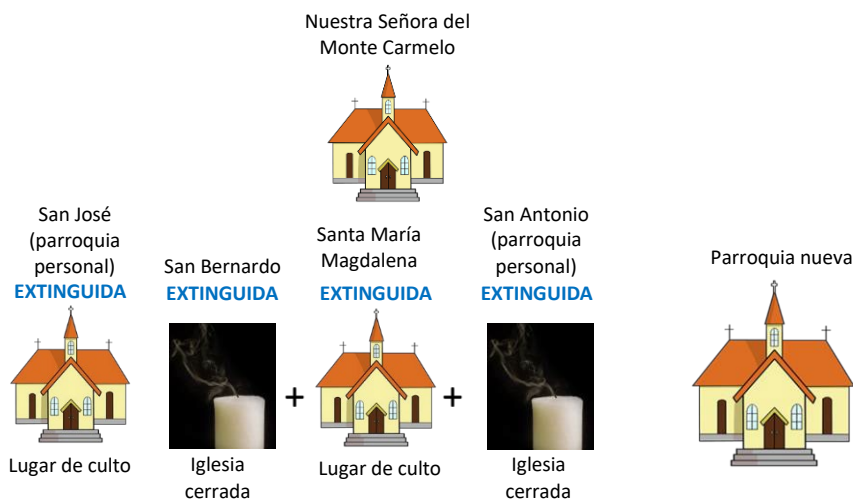 Nuestra Señora del
Monte Carmelo
San José
(parroquia
personal)
EXTINGUIDA
San Bernardo
EXTINGUIDA
Santa María
Magdalena
EXTINGUIDA
San Antonio
(parroquia
personal)
EXTINGUIDA
Parroquia nueva
+
+
Lugar de culto
Iglesia
cerrada
Lugar de culto
Iglesia
cerrada